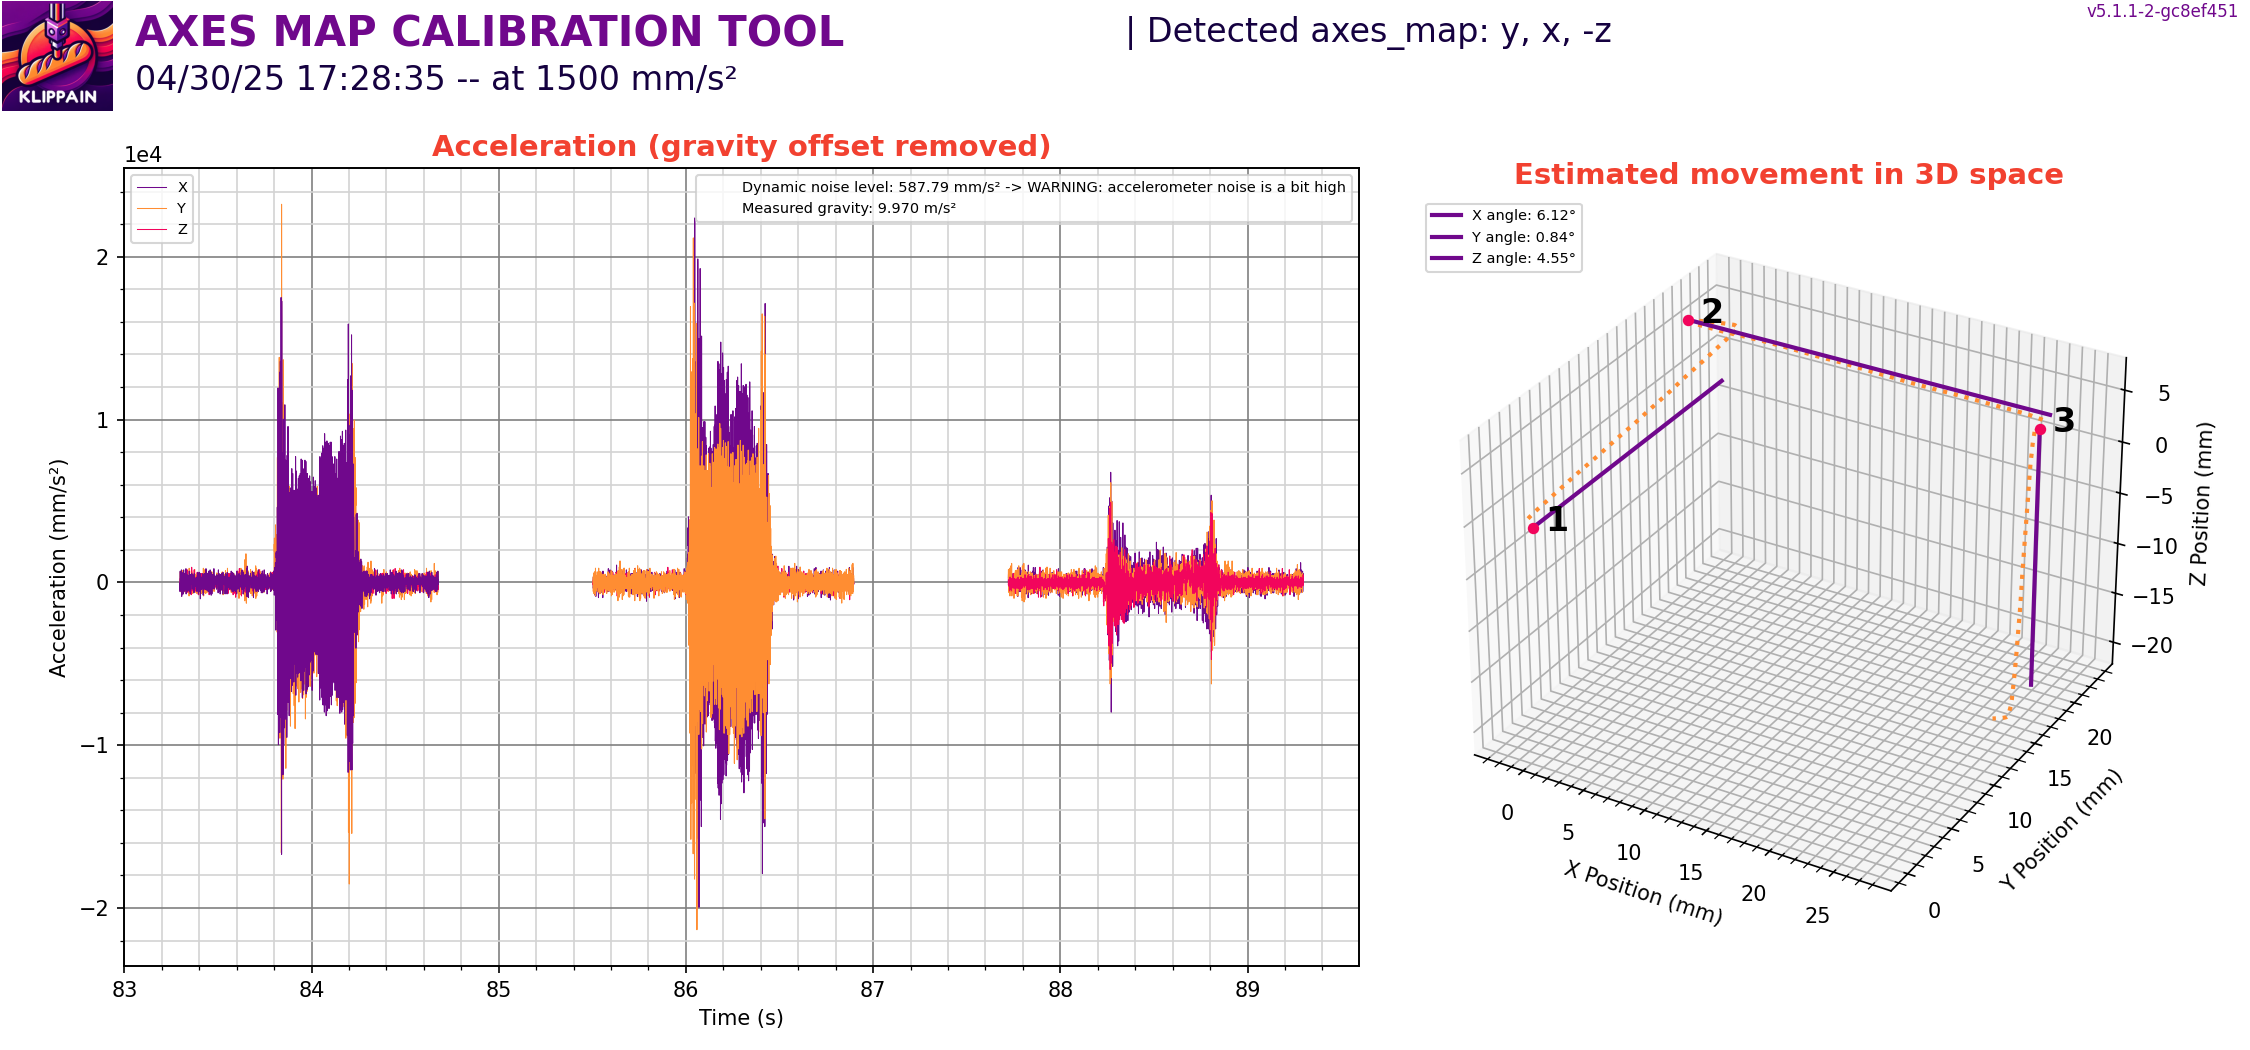 KLIPPAIN
AXES MAP CALIBRATION TOOL
04/30/25 17:28:35 -- at 1500 mm/s²
| Detected axes_map: y, x, -z
v5.1.1-2-gc8ef451
Acceleration (gravity offset removed)
1e4
X
Y
Z
Dynamic noise level: 587.79 mm/s² -> WARNING: accelerometer noise is a bit high
Measured gravity: 9.970 m/s²
2
1
0
−1
−2
Acceleration (mm/s²)
83
84
85
86
87
88
89
Time (s)
Estimated movement in 3D space
X angle: 6.12°
Y angle: 0.84°
Z angle: 4.55°
1
2
3
5
0
−5
−10
−15
−20
Z Position (mm)
0
5
10
15
20
25
X Position (mm)
0
5
10
15
20
Y Position (mm)